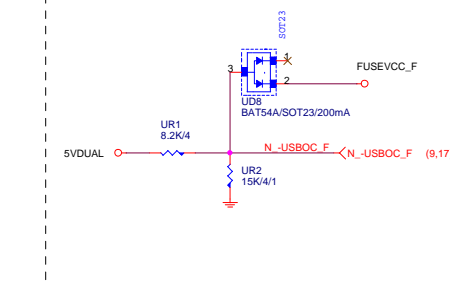 SOT23
1
3
2
FUSEVCC_F
UD8
BAT54A/SOT23/200mA
UR1
8.2K/4
5VDUAL
N_-USBOC_F
N_-USBOC_F (9,17
UR2
15K/4/1